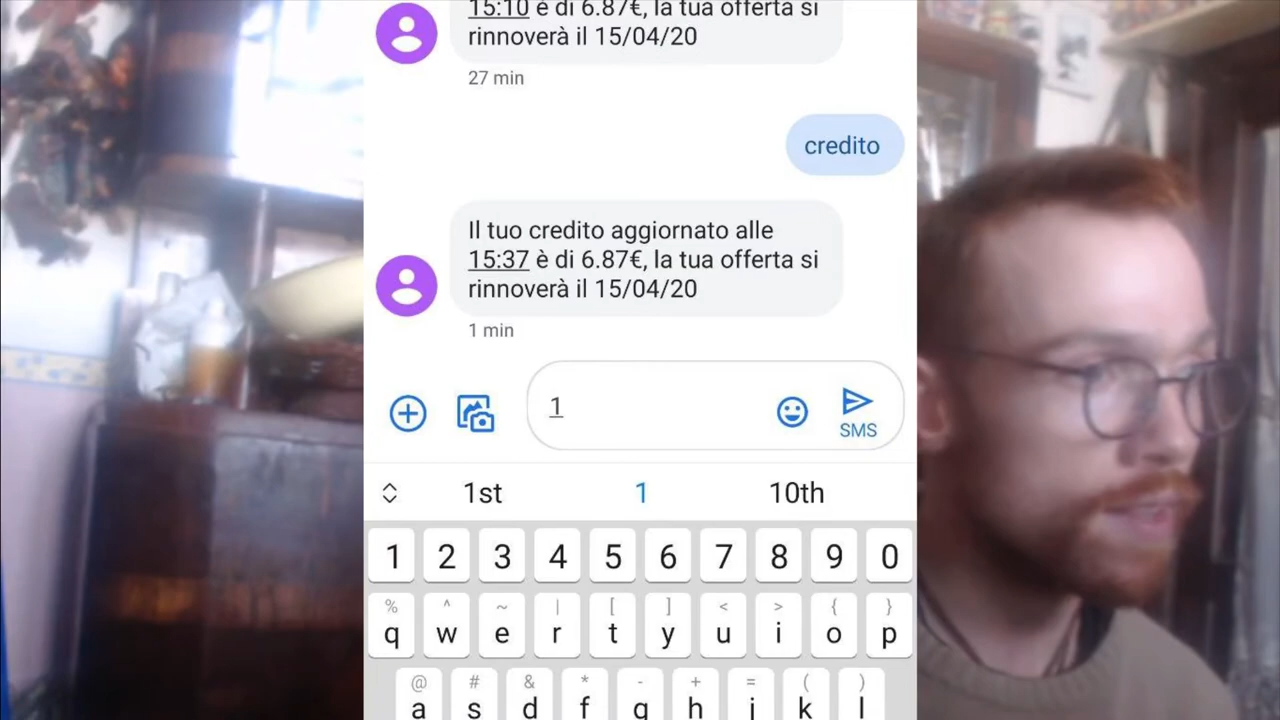 15:10 è di 6.87€, la tua offerta si
rinnoverà il 15/04/20
27 min
credito
Il tuo credito aggiornato alle
15:37 è di 6.87€, la tua offerta si
rinnoverà il 15/04/20
1 min
1
SMS
1st 1 10th
1 2 3 4 5 6 7 8 9 0
% ^ ~ | [ ] < > { }
q w e r t y u i o p
@ # & * - + = ( )
a s d f g h j k l